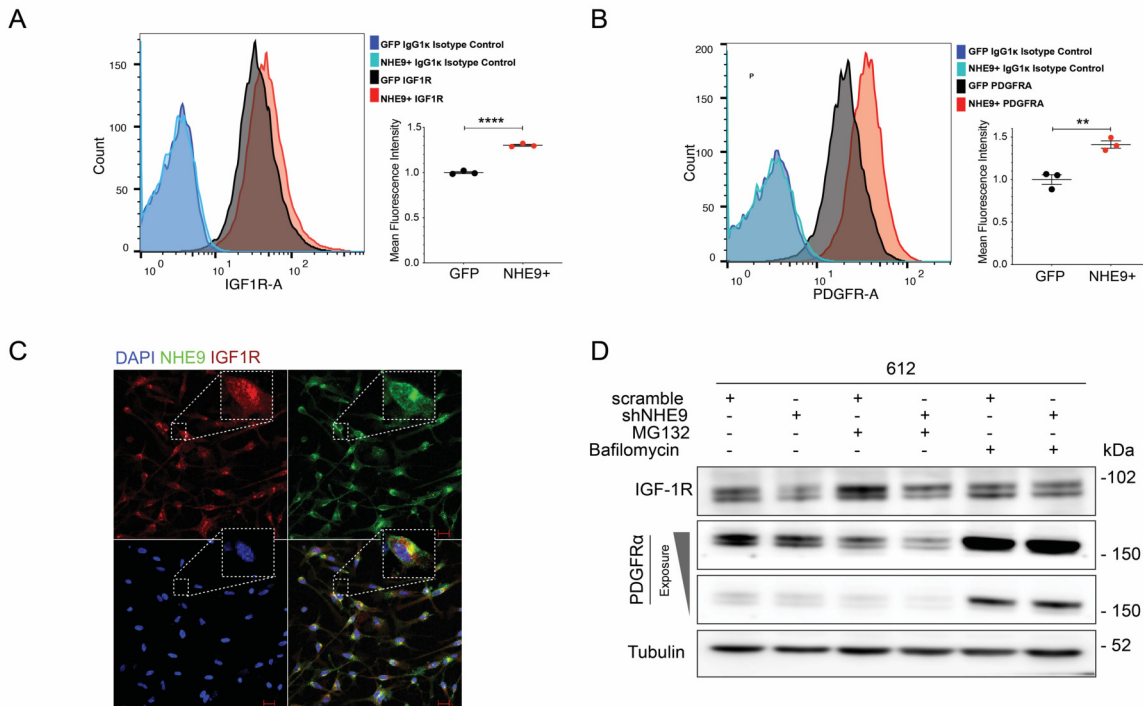 A
150
100
50
0
Count
10^0
10^1
10^2
IGF1R-A
GFP IgG1κ Isotype Control
NHE9+ IgG1κ Isotype Control
GFP IGF1R
NHE9+ IGF1R
****
1.5
1.0
0.5
0.0
Mean Fluorescence Intensity
GFP
NHE9+
B
200
150
100
50
0
Count
P
10^0
10^1
10^2
PDGFR-A
GFP IgG1κ Isotype Control
NHE9+ IgG1κ Isotype Control
GFP PDGFRA
NHE9+ PDGFRA
**
1.5
1.0
0.5
0.0
Mean Fluorescence Intensity
GFP
NHE9+
C
DAPI NHE9 IGF1R
D
612
scramble + - + - + -
shNHE9 - + - + - +
MG132 - - + + - -
Bafilomycin - - - - + + kDa
IGF-1R -102
PDGFRα Exposure - 150
- 150
Tubulin - 52